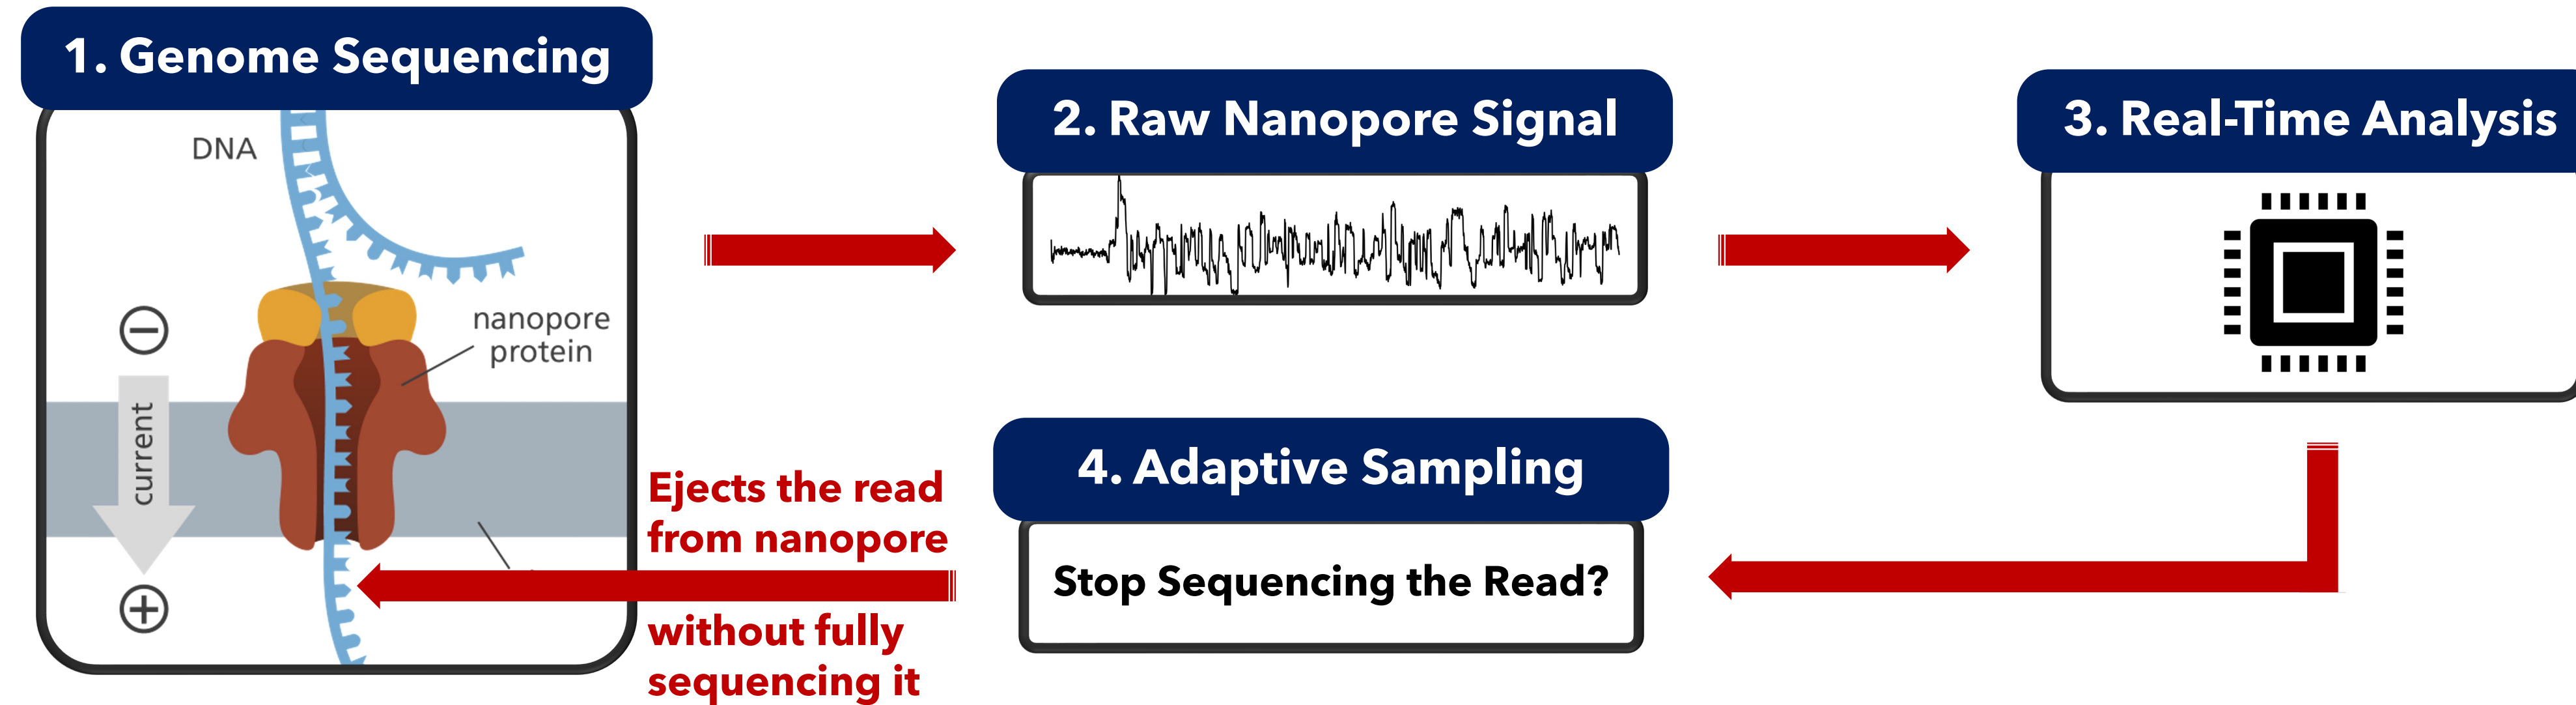 1. Genome Sequencing
DNA
nanopore
protein
current
2. Raw Nanopore Signal
3. Real-Time Analysis
4. Adaptive Sampling
Stop Sequencing the Read?
Ejects the read
from nanopore
without fully
sequencing it